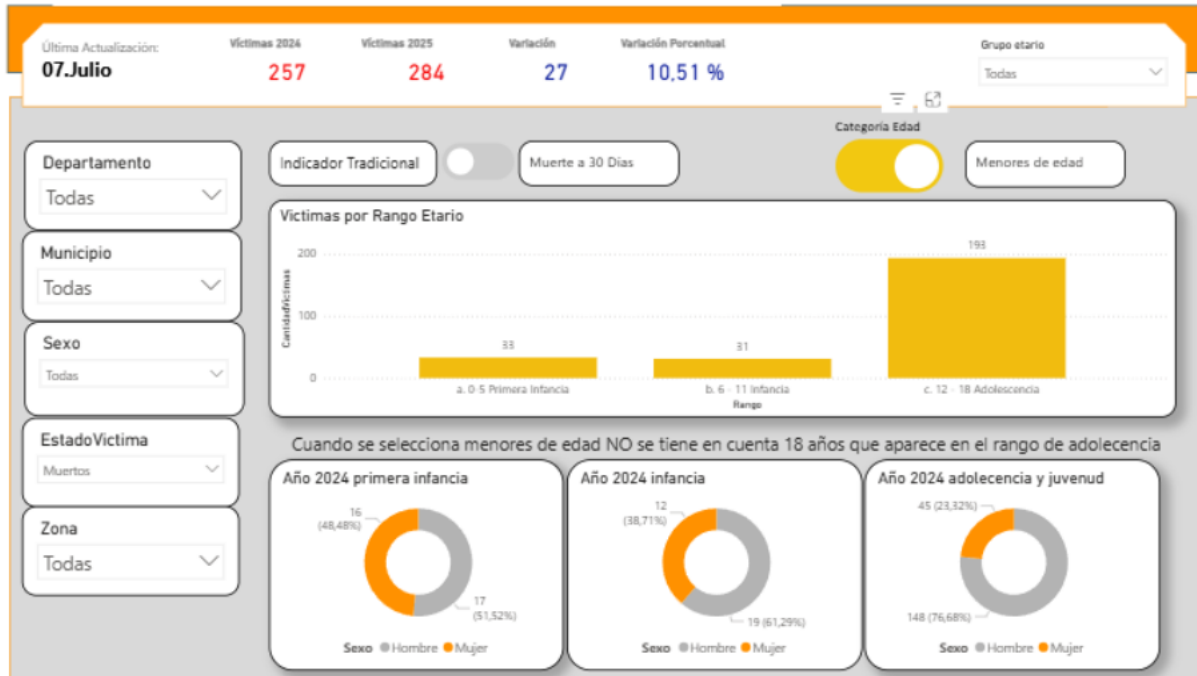 Última Actualización:
07.Julio
Víctimas 2024
257
Víctimas 2025
284
Variación
27
Variación Porcentual
10,51 %
Grupo etario
Todas
Departamento
Todas
Municipio
Todas
Sexo
Todas
EstadoVictima
Muertos
Zona
Todas
Indicador Tradicional
Muerte a 30 Días
Categoría Edad
Menores de edad
Victimas por Rango Etario
CantidadVictimas
200
100
0
33
31
193
a. 0-5 Primera Infancia
b. 6 - 11 Infancia
c. 12 - 18 Adolescencia
Rango
Cuando se selecciona menores de edad NO se tiene en cuenta 18 años que aparece en el rango de adolecencia
Año 2024 primera infancia
16
(48,48%)
17
(51,52%)
Sexo Hombre Mujer
Año 2024 infancia
12
(38,71%)
19 (61,29%)
Sexo Hombre Mujer
Año 2024 adolecencia y juvenud
45 (23,32%)
148 (76,68%)
Sexo Hombre Mujer